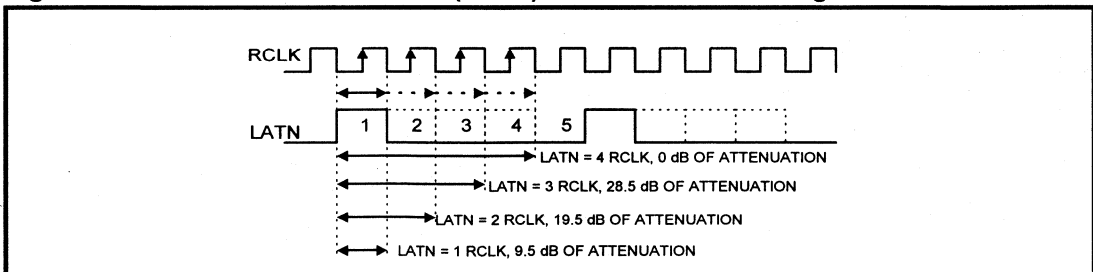 RCLK
LATN
1 2 3 4 5
LATN = 4 RCLK, 0 dB OF ATTENUATION
LATN = 3 RCLK, 28.5 dB OF ATTENUATION
LATN = 2 RCLK, 19.5 dB OF ATTENUATION
LATN = 1 RCLK, 9.5 dB OF ATTENUATION